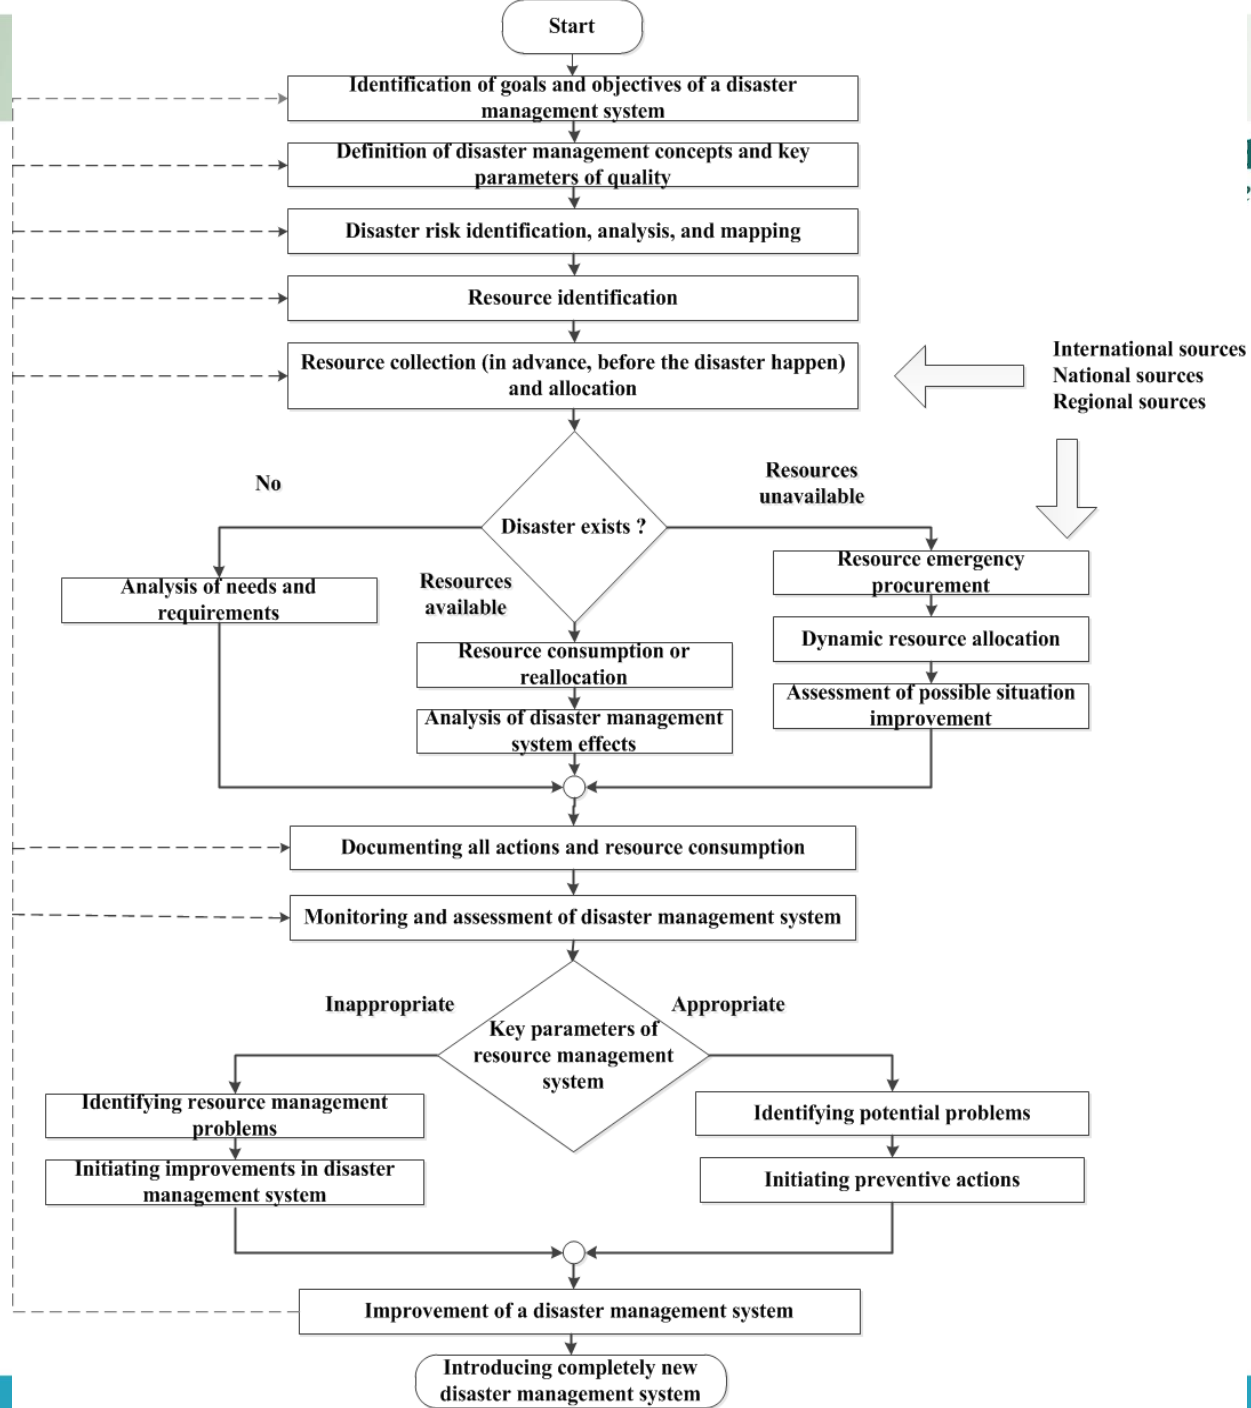 Start
Identification of goals and objectives of a disaster
management system
Definition of disaster management concepts and key
parameters of quality
Disaster risk identification, analysis, and mapping
Resource identification
Resource collection (in advance, before the disaster happen)
and allocation
International sources
National sources
Regional sources
No
Resources
unavailable
Disaster exists ?
Resources
available
Analysis of needs and
requirements
Resource consumption or
reallocation
Analysis of disaster management
system effects
Resource emergency
procurement
Dynamic resource allocation
Assessment of possible situation
improvement
Documenting all actions and resource consumption
Monitoring and assessment of disaster management system
Inappropriate
Appropriate
Key parameters of
resource management
system
Identifying resource management
problems
Initiating improvements in disaster
management system
Identifying potential problems
Initiating preventive actions
Improvement of a disaster management system
Introducing completely new
disaster management system